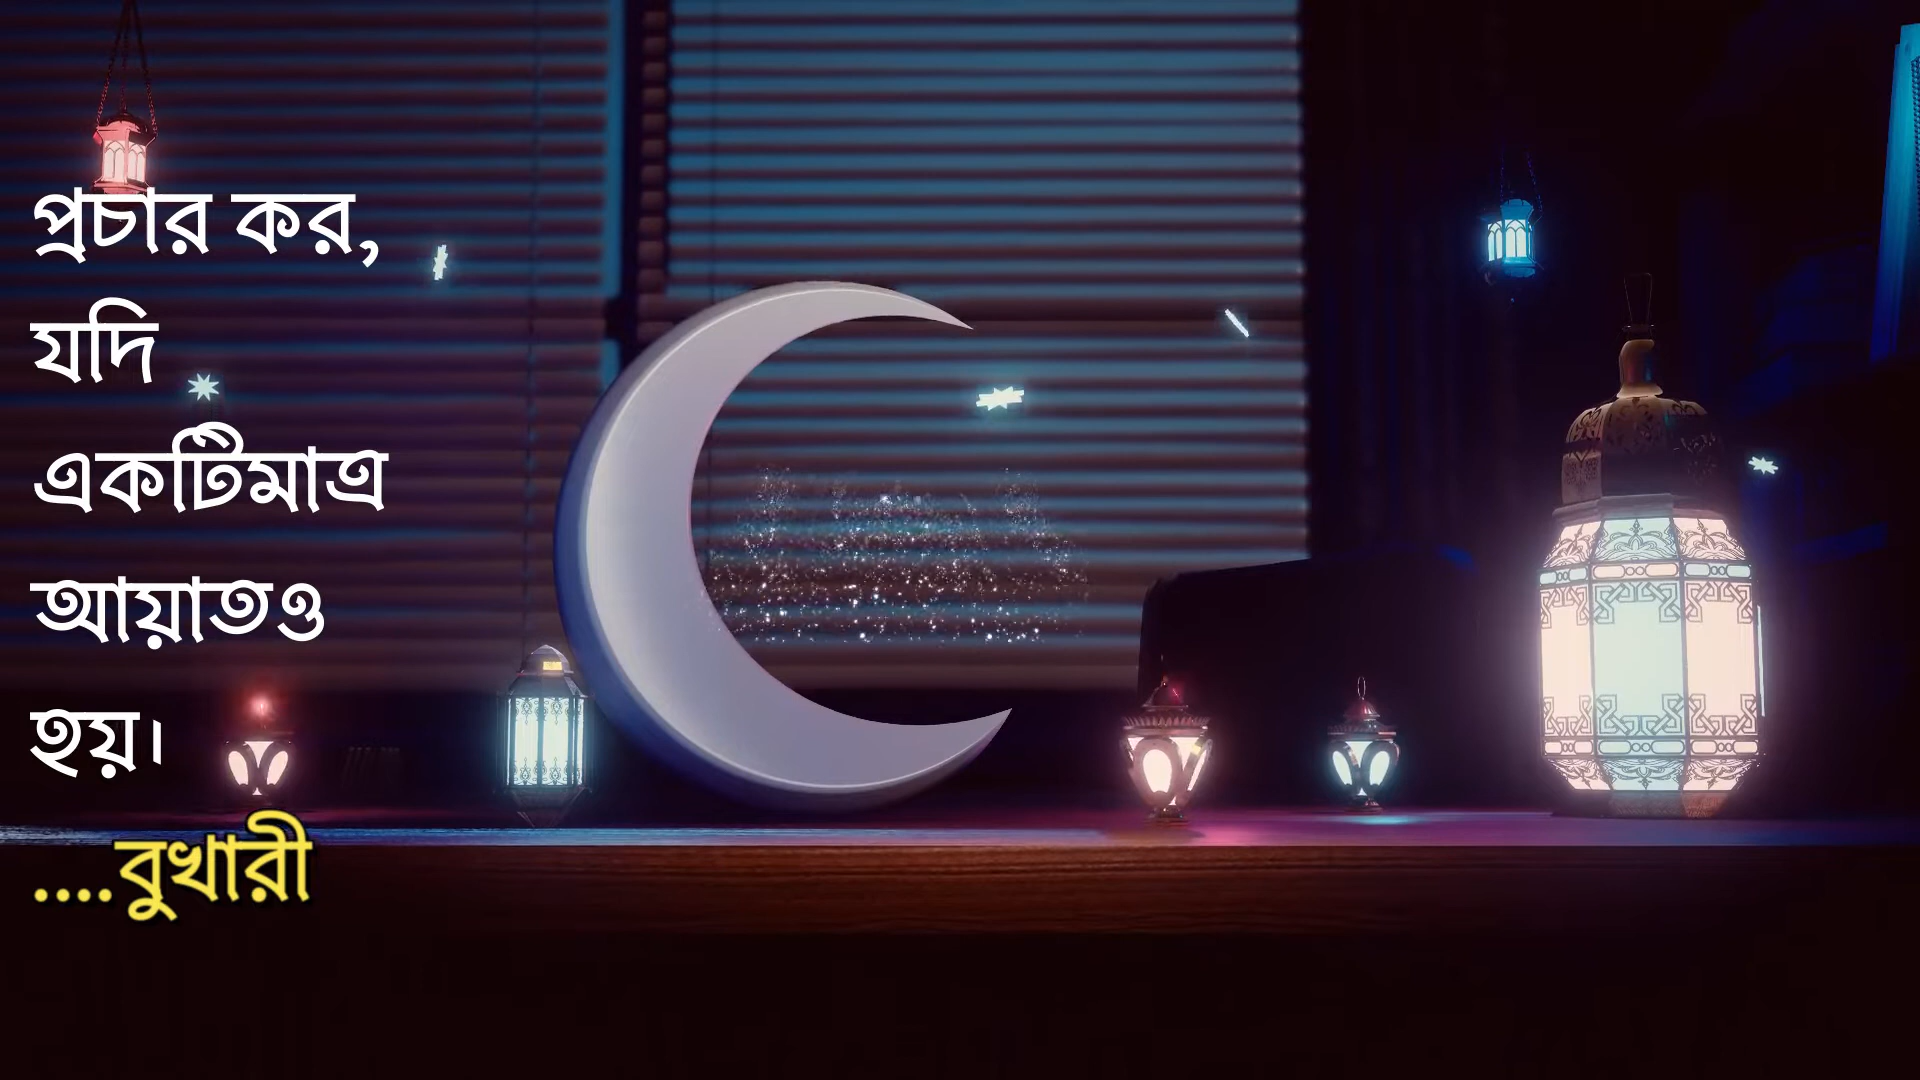 প্রচার কর,
যদি
একটিমাত্র
আয়াতও
হয়।
....বুখারী